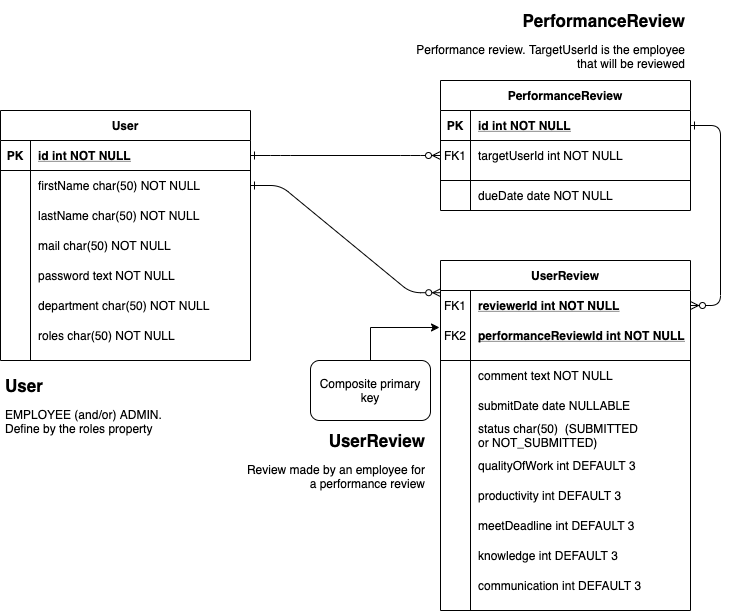 PerformanceReview
Performance review. TargetUserId is the employee
that will be reviewed
PerformanceReview
PK id int NOT NULL
FK1 targetUserId int NOT NULL
dueDate date NOT NULL
User
PK id int NOT NULL
firstName char(50) NOT NULL
lastName char(50) NOT NULL
mail char(50) NOT NULL
password text NOT NULL
department char(50) NOT NULL
roles char(50) NOT NULL
User
EMPLOYEE (and/or) ADMIN.
Define by the roles property
UserReview
FK1 reviewerId int NOT NULL
FK2 performanceReviewId int NOT NULL
comment text NOT NULL
submitDate date NULLABLE
status char(50) (SUBMITTED
or NOT_SUBMITTED)
qualityOfWork int DEFAULT 3
productivity int DEFAULT 3
meetDeadline int DEFAULT 3
knowledge int DEFAULT 3
communication int DEFAULT 3
Composite primary
key
UserReview
Review made by an employee for
a performance review